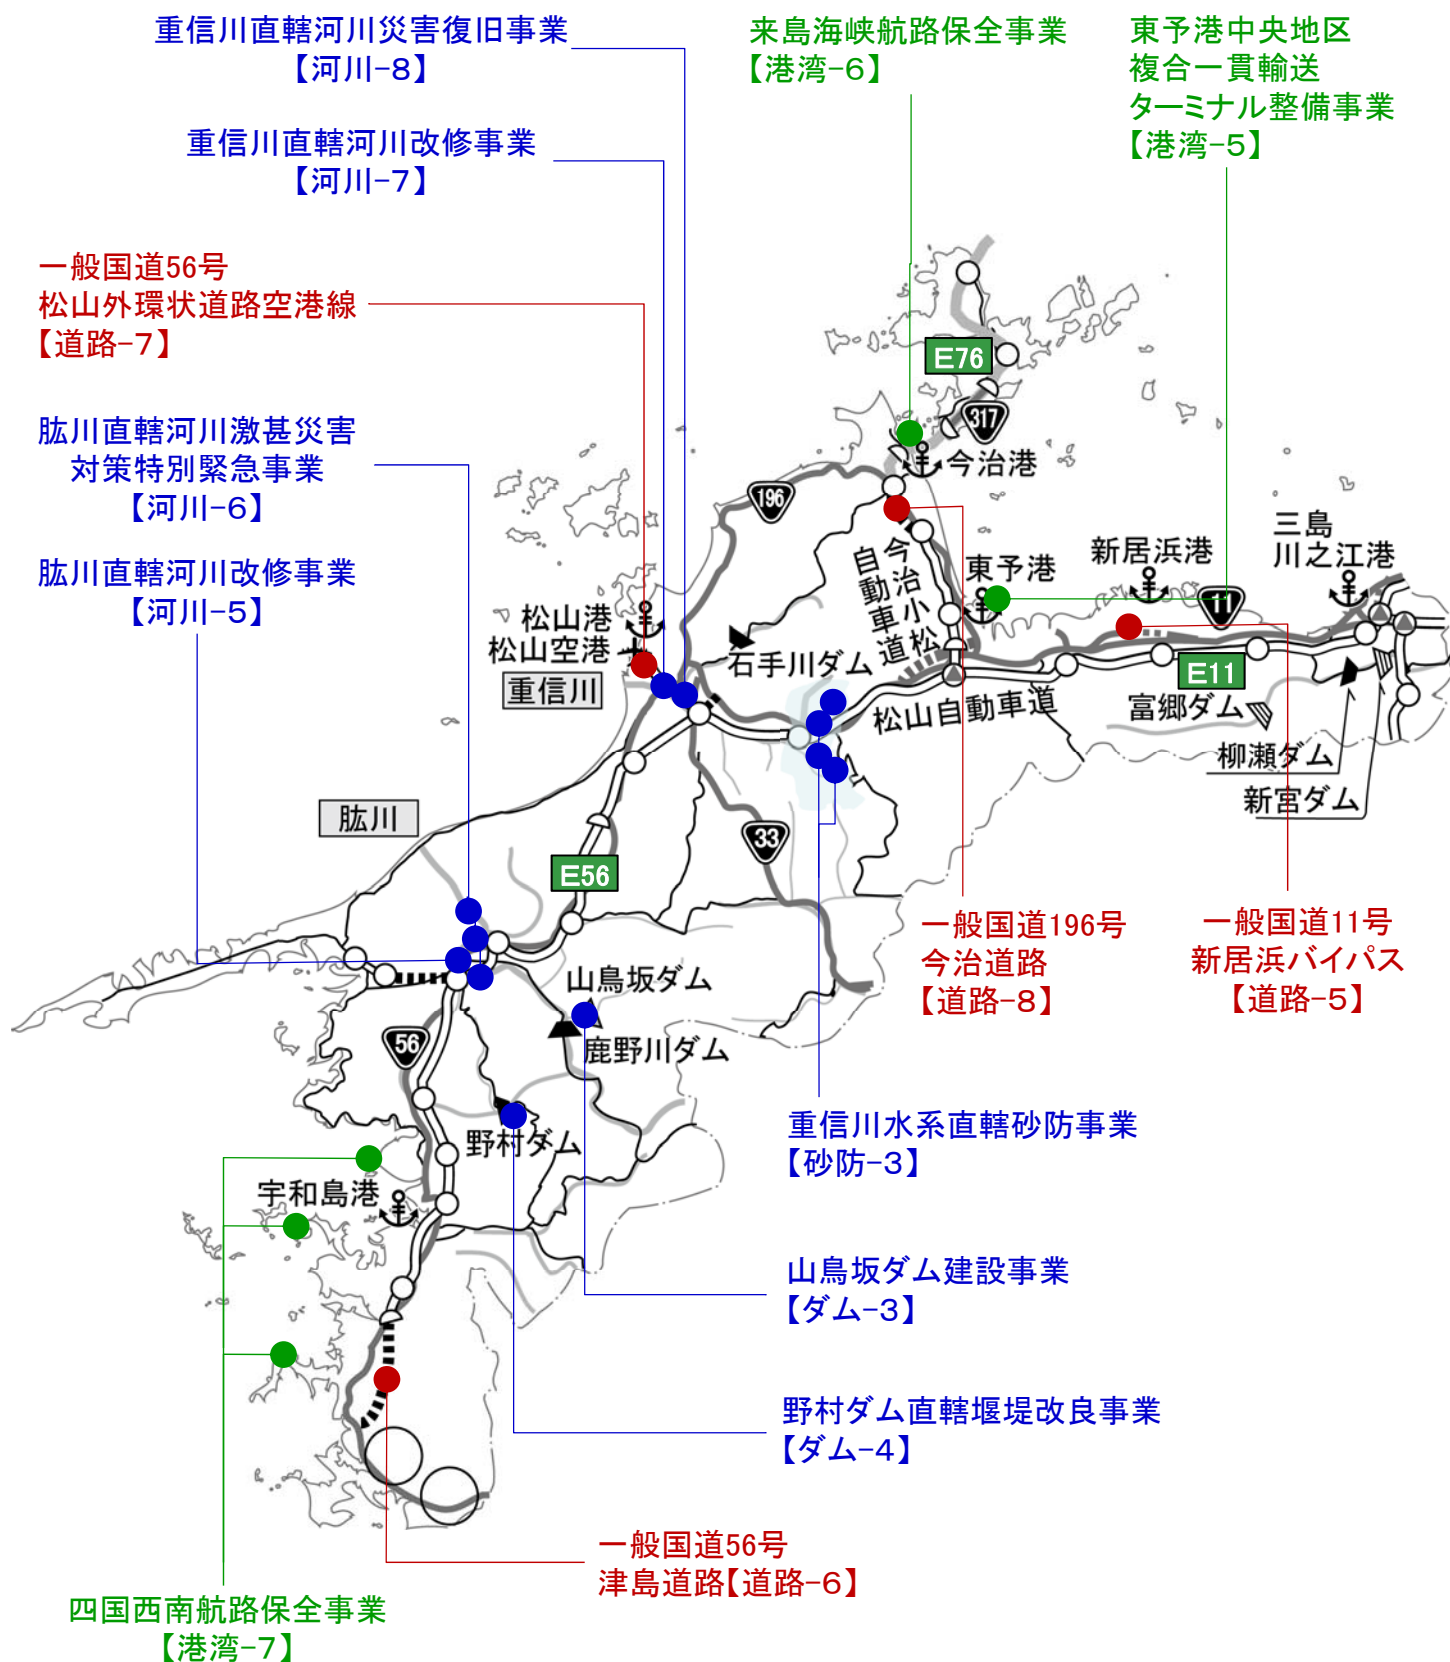 重信川直轄河川災害復旧事業
【河川-8】
来島海峡航路保全事業
【港湾-6】
東予港中央地区
複合一貫輸送
ターミナル整備事業
【港湾-5】
重信川直轄河川改修事業
【河川-7】
一般国道56号
松山外環状道路空港線
【道路-7】
E76
317
肱川直轄河川激甚災害
対策特別緊急事業
【河川-6】
今治港
196
三島
川之江港
新居浜港
東予港
今治小松
自動車道
11
肱川直轄河川改修事業
【河川-5】
松山港
松山空港
重信川
石手川ダム
E11
松山自動車道
富郷ダム
柳瀬ダム
新宮ダム
肱川
33
E56
一般国道196号
今治道路
【道路-8】
一般国道11号
新居浜バイパス
【道路-5】
山鳥坂ダム
鹿野川ダム
56
野村ダム
重信川水系直轄砂防事業
【砂防-3】
宇和島港
山鳥坂ダム建設事業
【ダム-3】
野村ダム直轄堰堤改良事業
【ダム-4】
一般国道56号
津島道路【道路-6】
四国西南航路保全事業
【港湾-7】